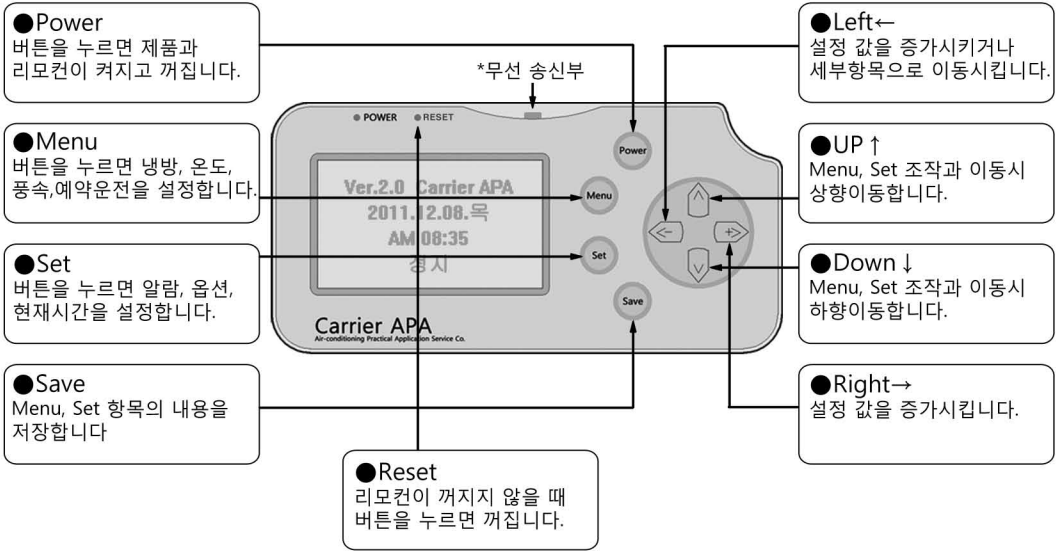 ●Power
버튼을 누르면 제품과
리모컨이 켜지고 꺼집니다.
●Menu
버튼을 누르면 냉방, 온도,
풍속,예약운전을 설정합니다.
●Set
버튼을 누르면 알람, 옵션,
현재시간을 설정합니다.
●Save
Menu, Set 항목의 내용을
저장합니다
*무선 송신부
POWER
RESET
Ver.2.0 Carrier APA
2011.12.08.목
AM 08:35
정지
Carrier APA
Air-conditioning Practical Application Service Co.
Power
Menu
Set
Save
●Reset
리모컨이 꺼지지 않을 때
버튼을 누르면 꺼집니다.
●Left←
설정 값을 증가시키거나
세부항목으로 이동시킵니다.
●UP↑
Menu, Set 조작과 이동시
상향이동합니다.
●Down↓
Menu, Set 조작과 이동시
하향이동합니다.
●Right→
설정 값을 증가시킵니다.